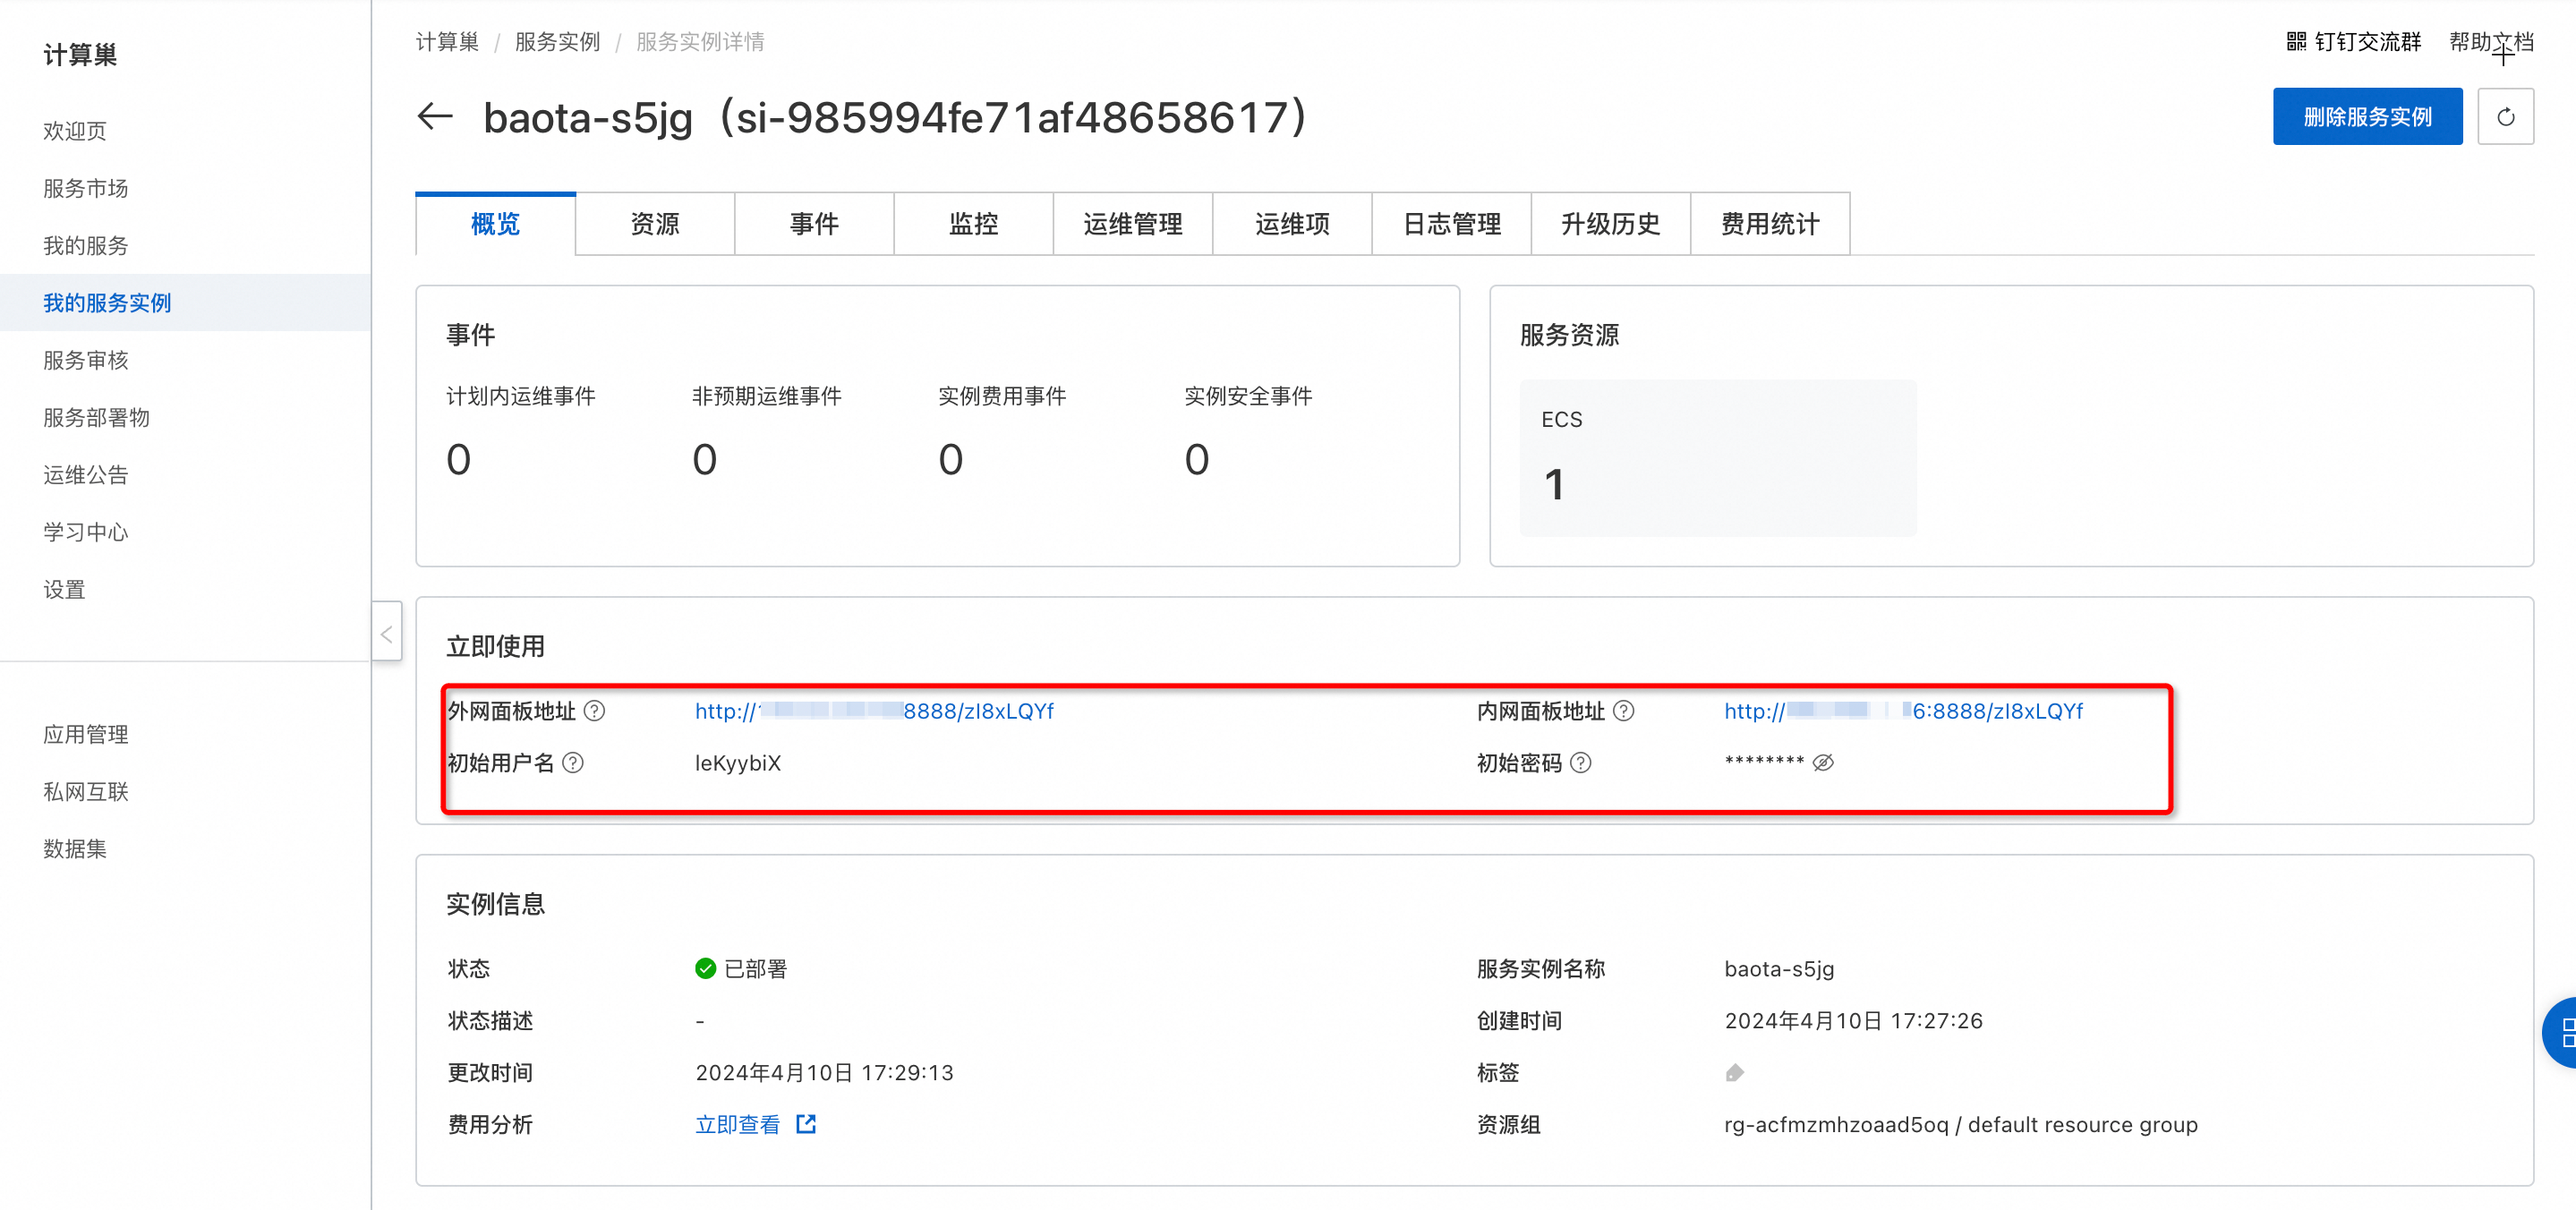 计算巢
欢迎页
服务市场
我的服务
我的服务实例
服务审核
服务部署物
运维公告
学习中心
设置
应用管理
私网互联
数据集
计算巢 / 服务实例 / 服务实例详情
钉钉交流群 帮助文档
baota-s5jg（si-985994fe71af48658617）
删除服务实例
概览 资源 事件 监控 运维管理 运维项 日志管理 升级历史 费用统计
事件
计划内运维事件 非预期运维事件 实例费用事件 实例安全事件
0 0 0 0
服务资源
ECS
1
立即使用
外网面板地址 http:// 8888/zI8xLQYf 内网面板地址 http:// 6:8888/zI8xLQYf
初始用户名 leKyybiX 初始密码 ********
实例信息
状态 已部署 服务实例名称 baota-s5jg
状态描述 - 创建时间 2024年4月10日 17:27:26
更改时间 2024年4月10日 17:29:13 标签
费用分析 立即查看 资源组 rg-acfmzmhzoaad5oq / default resource group